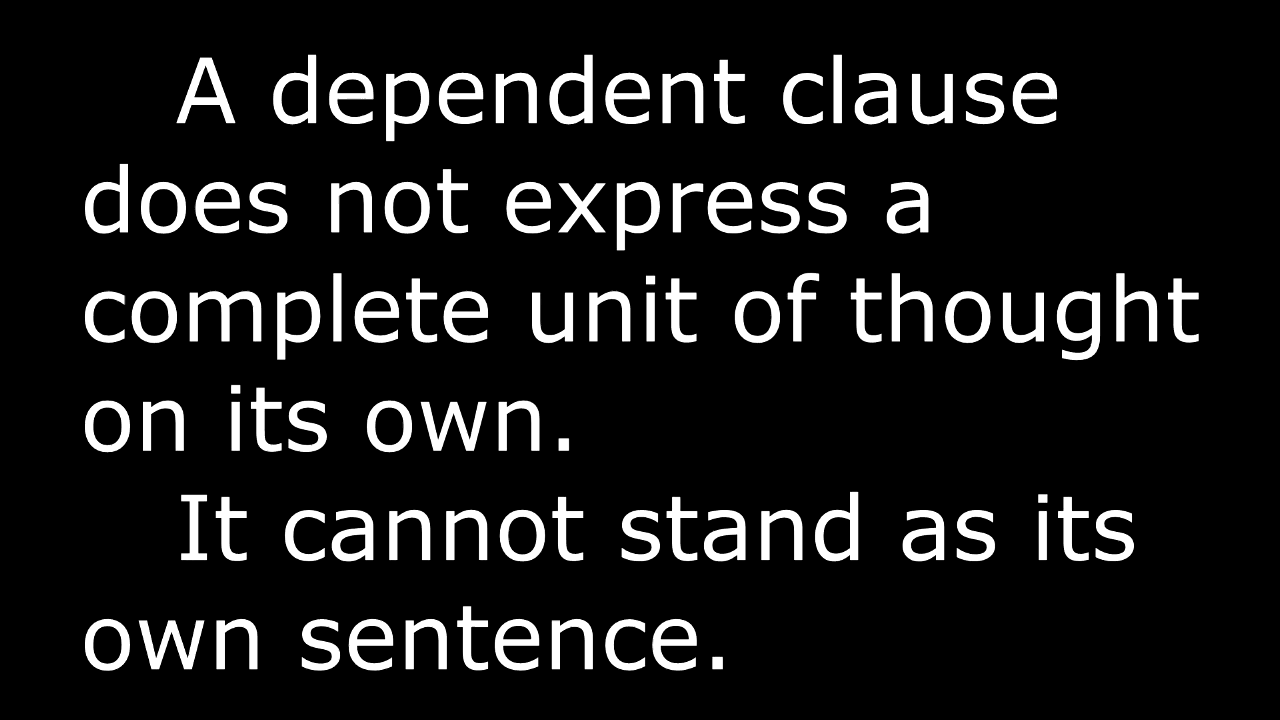 A dependent clause
does not express a
complete unit of thought
on its own.
It cannot stand as its
own sentence.